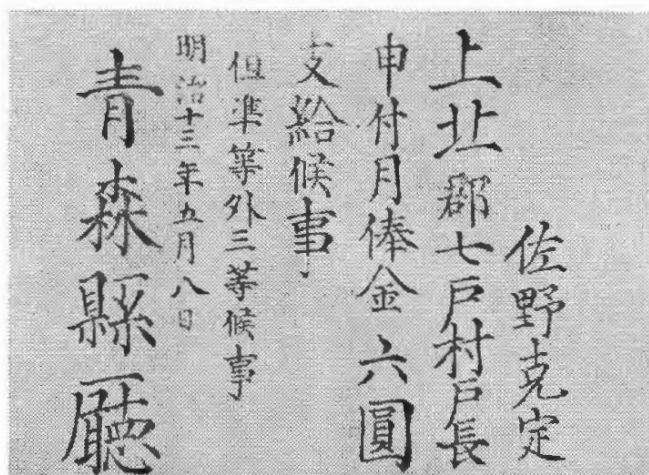 佐野克定
上北郡七戸村戸長
申付月俸金六圓
支給候事
但準等外三等候事
明治十三年五月八日
青森縣廳